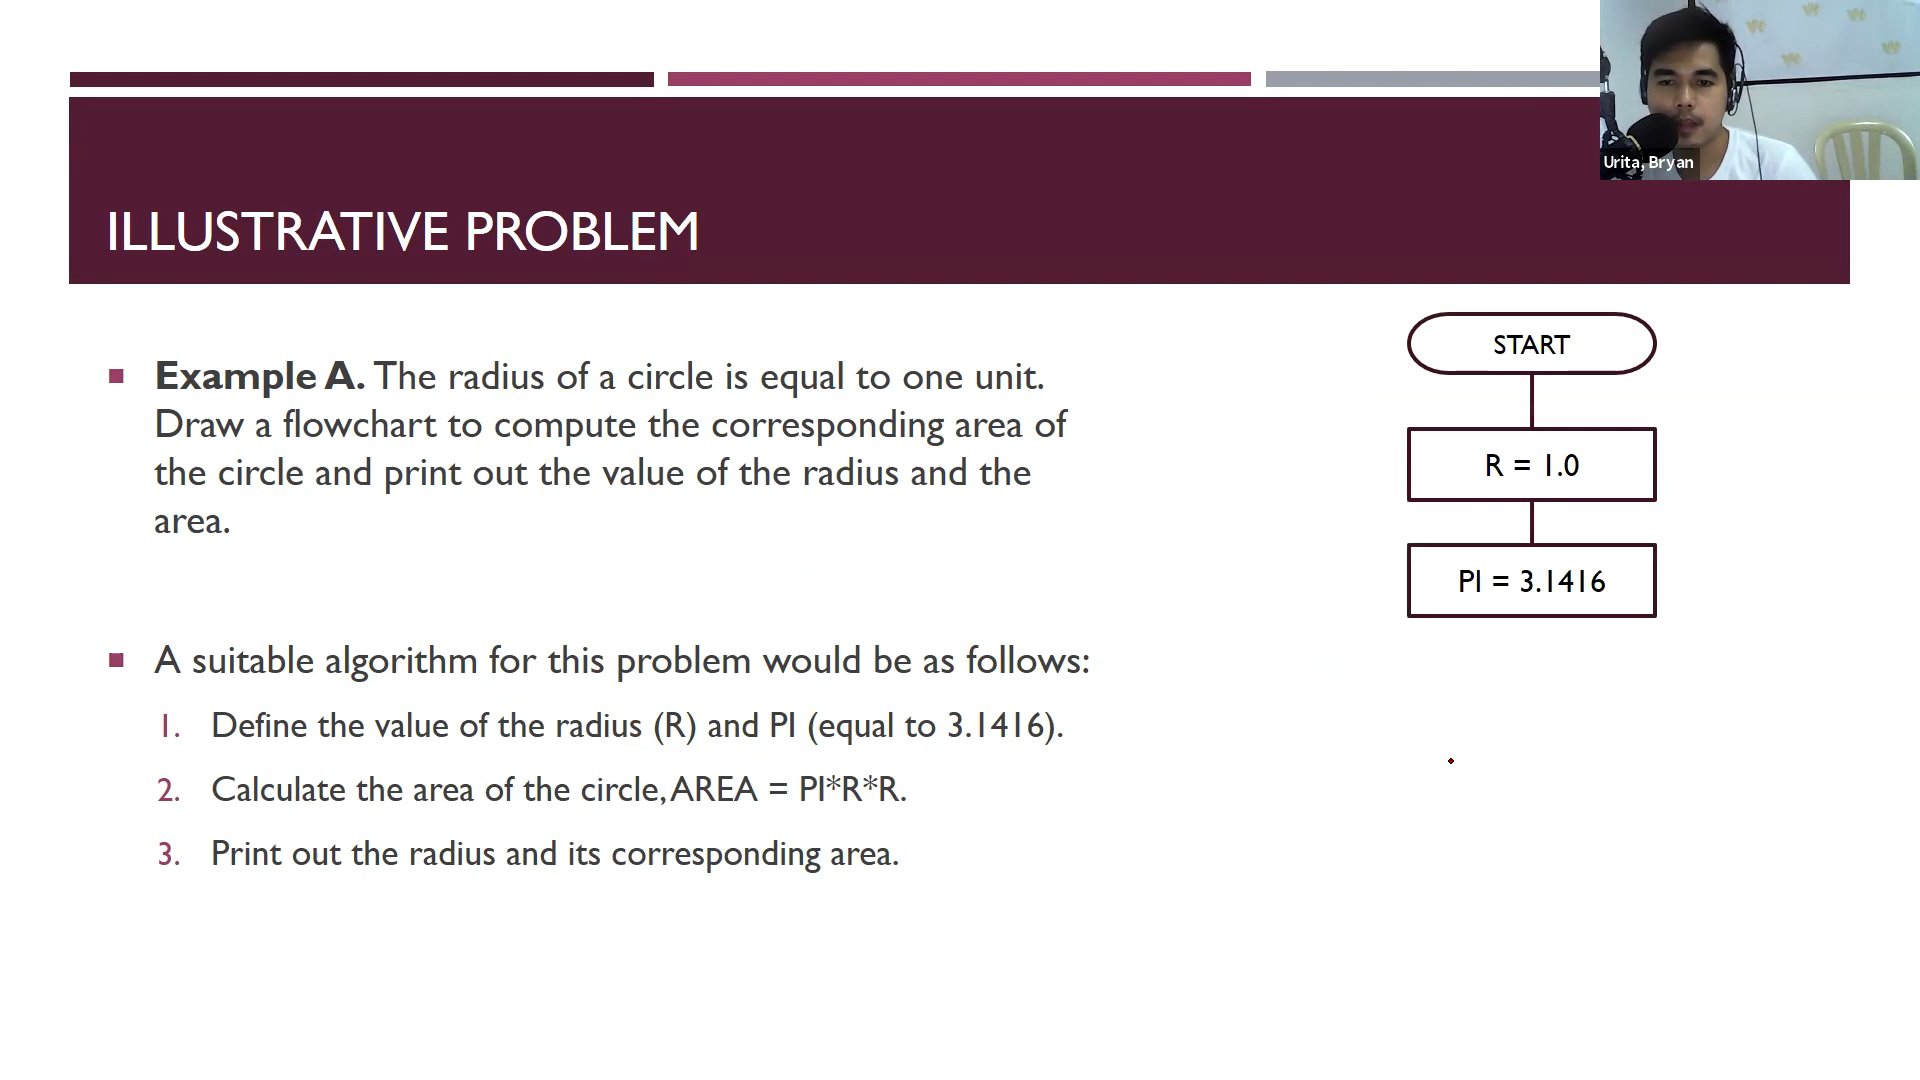 Urita, Bryan
ILLUSTRATIVE PROBLEM
Example A. The radius of a circle is equal to one unit.
Draw a flowchart to compute the corresponding area of
the circle and print out the value of the radius and the
area.
A suitable algorithm for this problem would be as follows:
1. Define the value of the radius (R) and PI (equal to 3.1416).
2. Calculate the area of the circle, AREA = PI*R*R.
3. Print out the radius and its corresponding area.
START
R = 1.0
PI = 3.1416